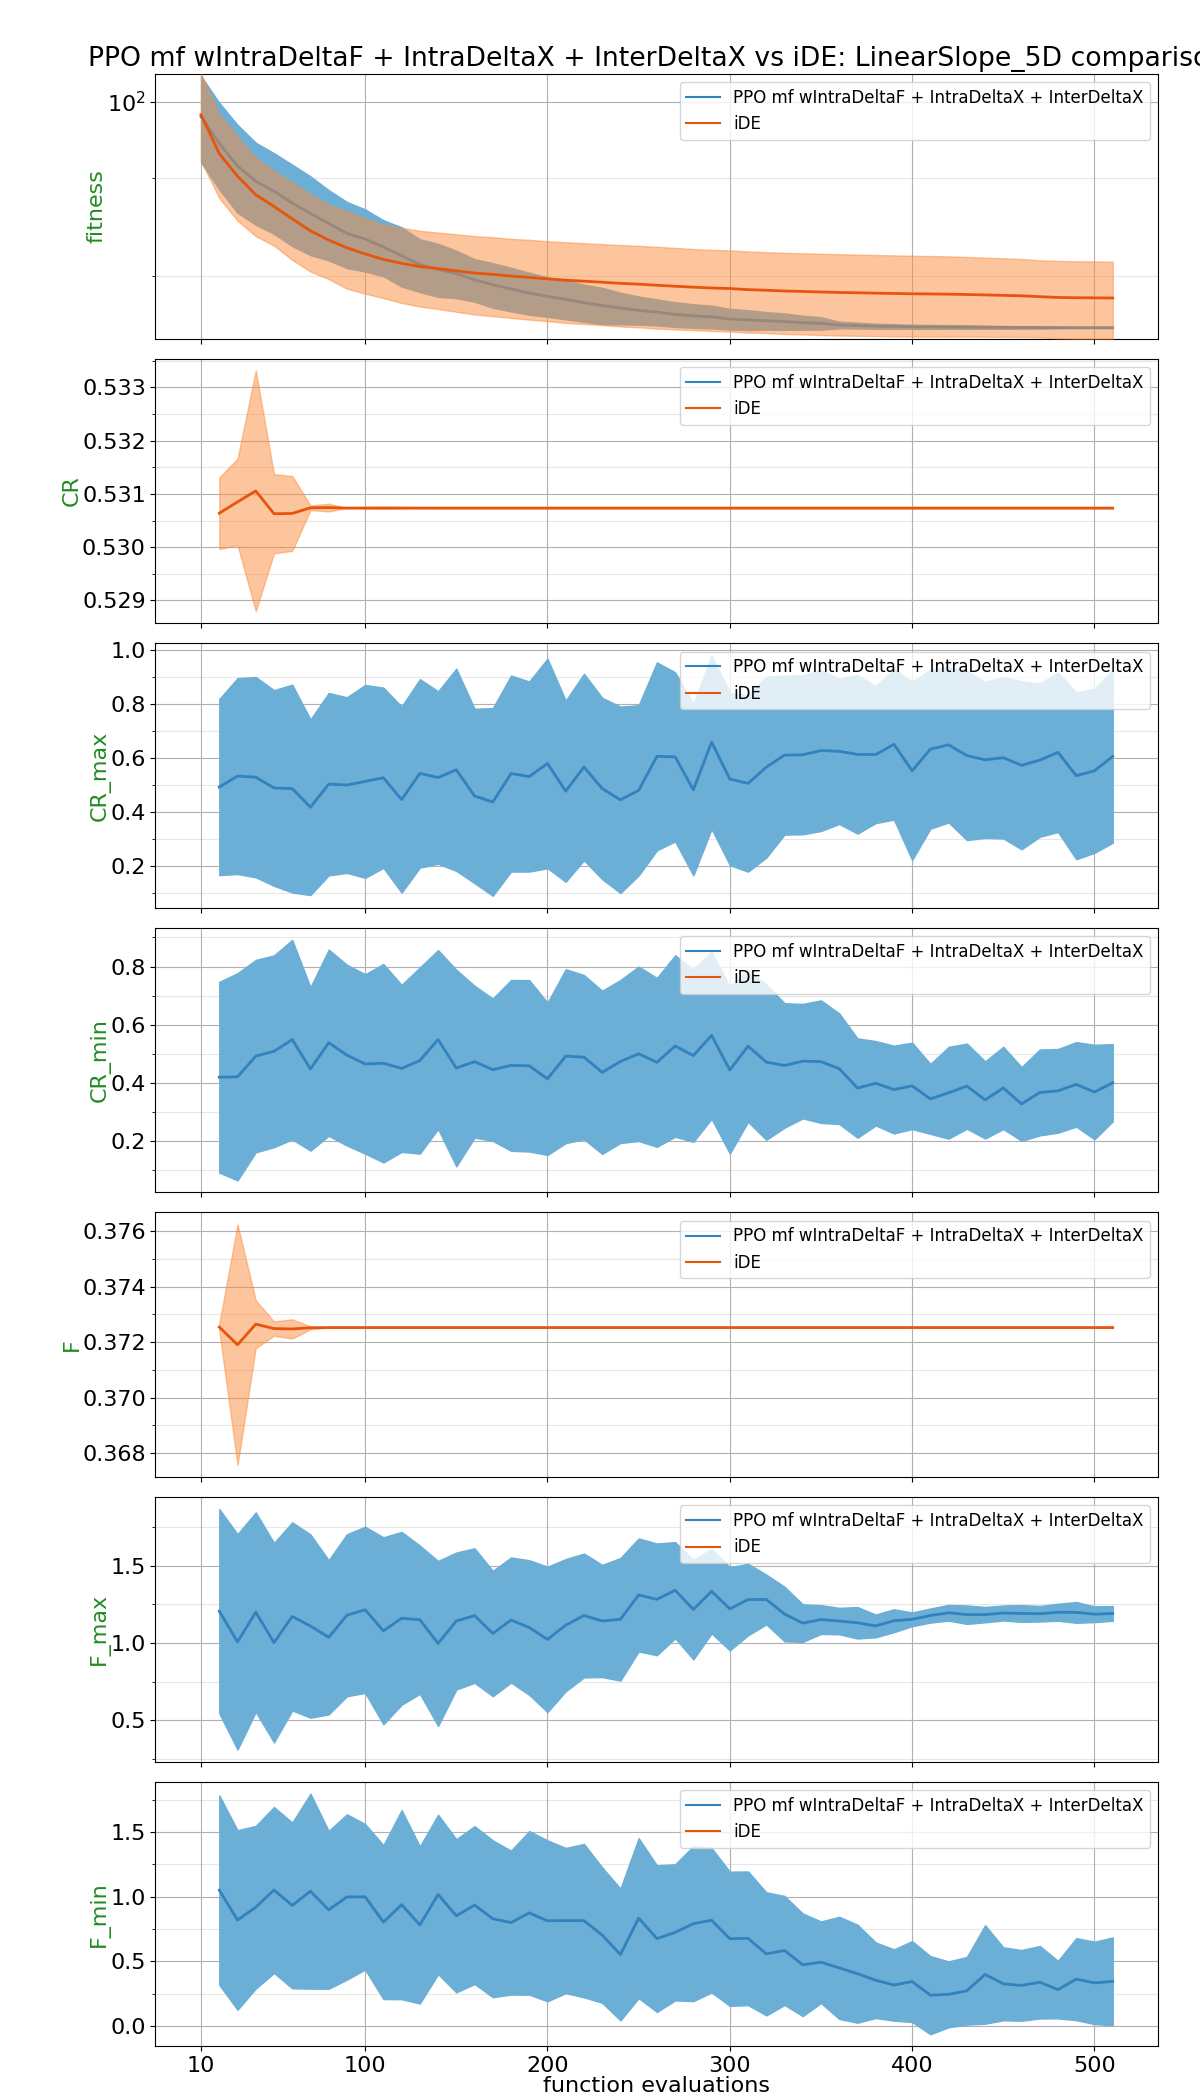 PPO mf wIntraDeltaF + IntraDeltaX + InterDeltaX vs iDE: LinearSlope_5D comparis
10²
fitness
PPO mf wIntraDeltaF + IntraDeltaX + InterDeltaX
iDE
0.533
0.532
0.531
0.530
0.529
CR
PPO mf wIntraDeltaF + IntraDeltaX + InterDeltaX
iDE
1.0
0.8
0.6
0.4
0.2
CR_max
PPO mf wIntraDeltaF + IntraDeltaX + InterDeltaX
iDE
0.8
0.6
0.4
0.2
CR_min
PPO mf wIntraDeltaF + IntraDeltaX + InterDeltaX
iDE
0.376
0.374
0.372
0.370
0.368
F
PPO mf wIntraDeltaF + IntraDeltaX + InterDeltaX
iDE
1.5
1.0
0.5
F_max
PPO mf wIntraDeltaF + IntraDeltaX + InterDeltaX
iDE
1.5
1.0
0.5
0.0
F_min
PPO mf wIntraDeltaF + IntraDeltaX + InterDeltaX
iDE
10 100 200 300 400 500
function evaluations